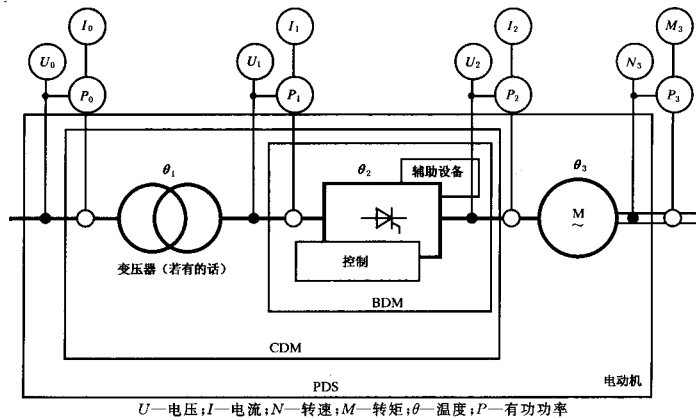 I₀ I₁ I₂ M₃
U₀ U₁ U₂ N₃
P₀ P₁ P₂ P₃
θ₁ θ₂ θ₃
辅助设备
M
~
控制
变压器（若有的话）
BDM
CDM
电动机
PDS
U—电压;I—电流;N—转速;M—转矩;θ—温度;P—有功功率